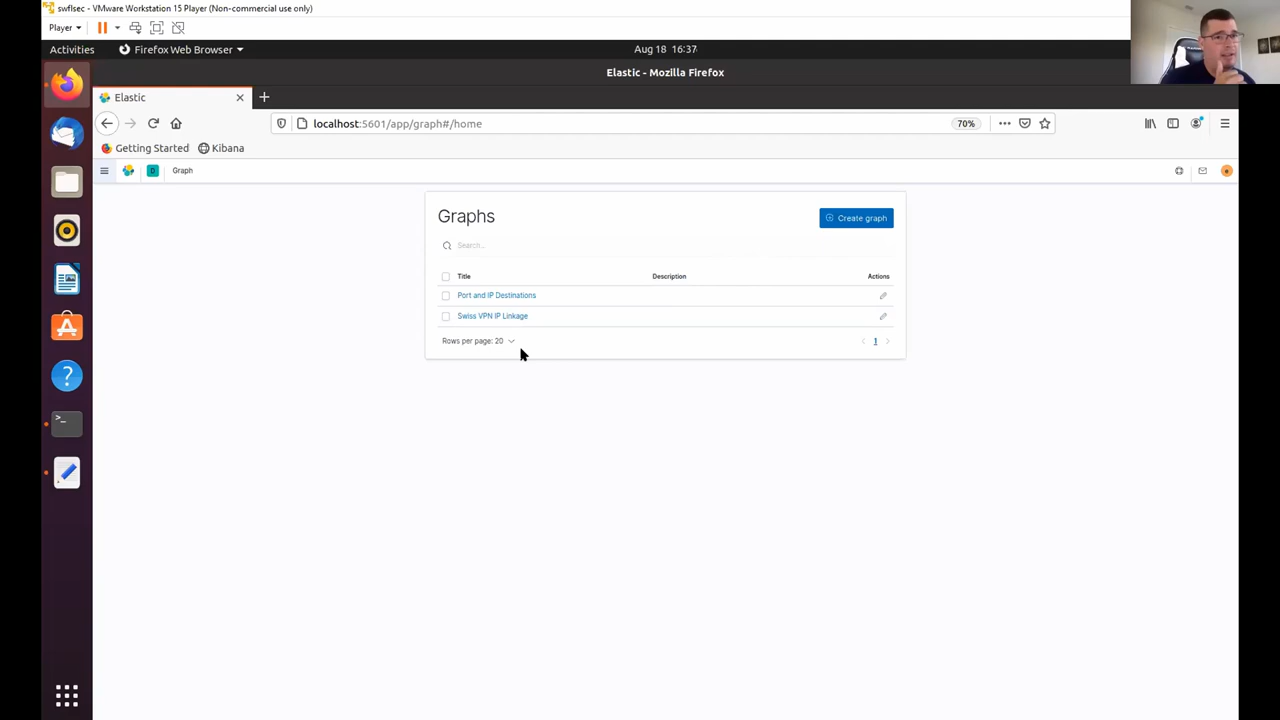 swflsec - VMware Workstation 15 Player (Non-commercial use only)
Player
Activities
Firefox Web Browser
Aug 18 16:37
Elastic - Mozilla Firefox
Elastic
localhost:5601/app/graph#/home
70%
Getting Started
Kibana
D
Graph
e
Graphs
Create graph
Search...
Title
Description
Actions
Port and IP Destinations
Swiss VPN IP Linkage
Rows per page: 20
1